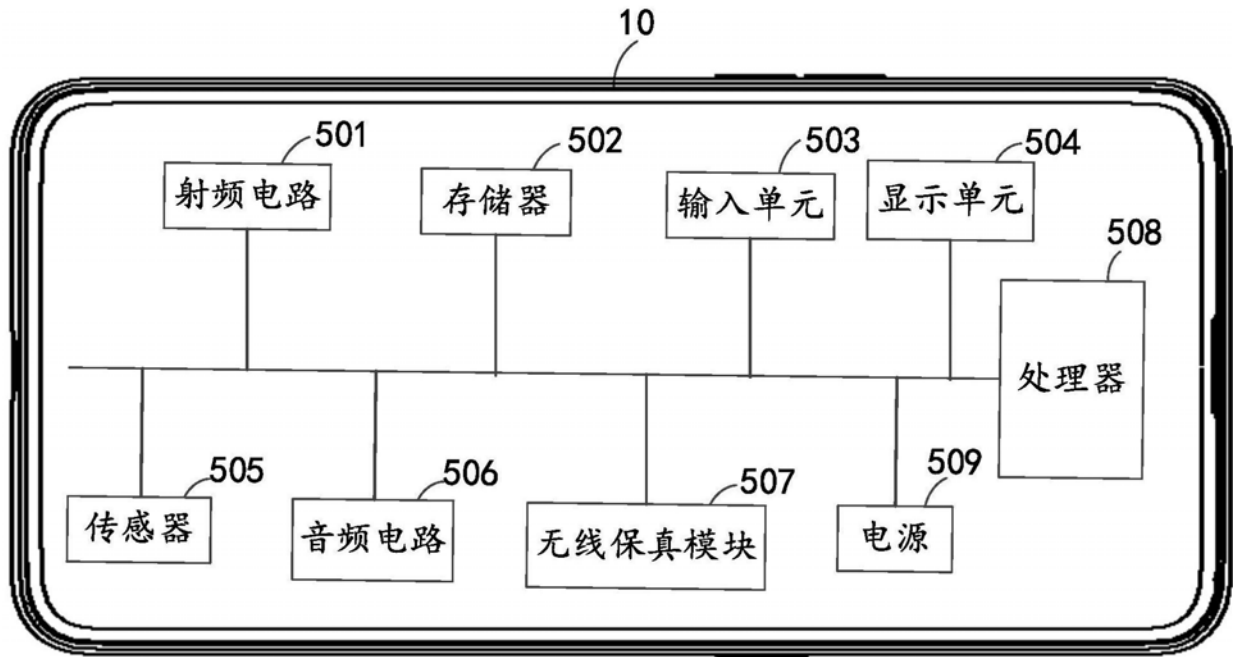 10
501
射频电路
502
存储器
503
输入单元
504
显示单元
508
处理器
505
传感器
506
音频电路
507
无线保真模块
509
电源